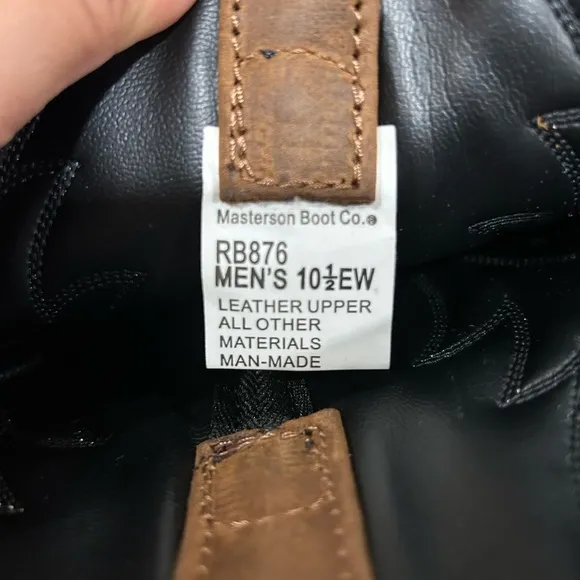 Masterson Boot Co.®
RB876
MEN'S 10½EW
LEATHER UPPER
ALL OTHER
MATERIALS
MAN-MADE